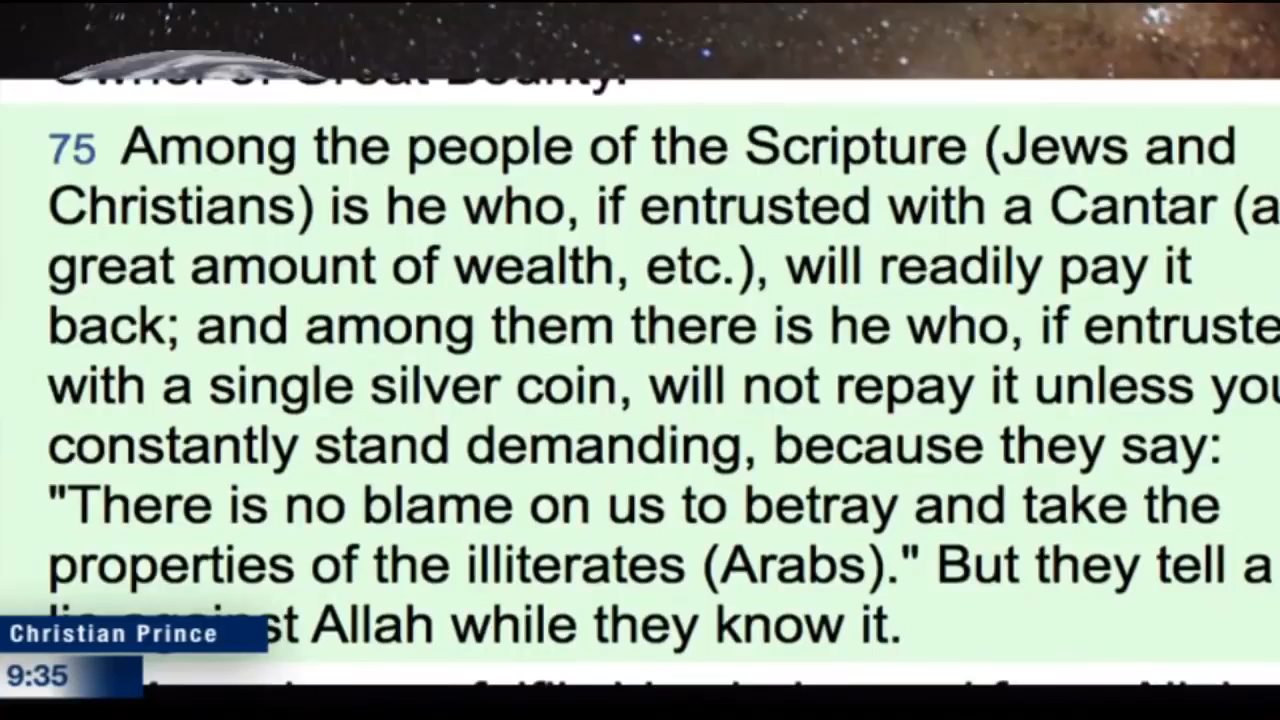 Owner of Great Bounty.
75 Among the people of the Scripture (Jews and
Christians) is he who, if entrusted with a Cantar (a
great amount of wealth, etc.), will readily pay it
back; and among them there is he who, if entruste
with a single silver coin, will not repay it unless you
constantly stand demanding, because they say:
"There is no blame on us to betray and take the
properties of the illiterates (Arabs)." But they tell a
st Allah while they know it.
Christian Prince
9:35